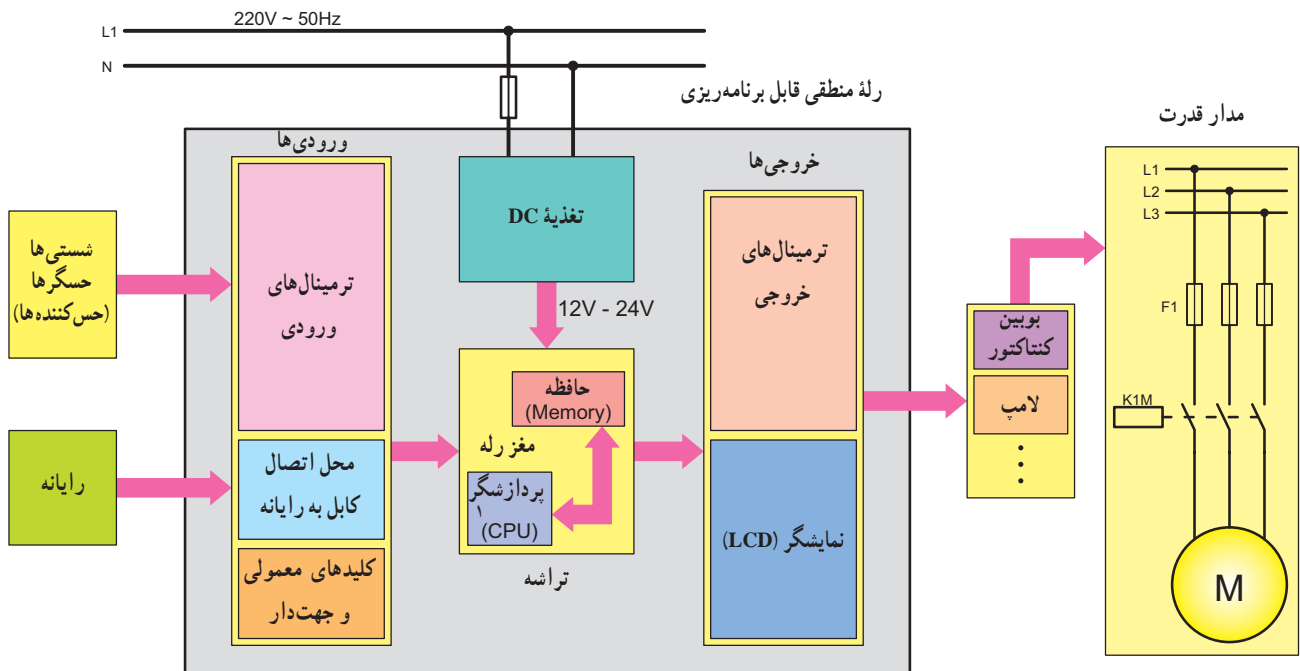 220V ~ 50Hz
L1
N
رلهٔ منطقی قابل برنامه‌ریزی
مدار قدرت
ورودی‌ها
خروجی‌ها
شستی‌ها
حسگرها
(حس‌کننده‌ها)
رایانه
ترمینال‌های
ورودی
محل اتصال
کابل به رایانه
کلیدهای معمولی
و جهت‌دار
تغذیهٔ DC
12V - 24V
حافظه
(Memory)
مغز رله
پردازشگر
۱
(CPU)
تراشه
ترمینال‌های
خروجی
نمایشگر (LCD)
بوبین
کنتاکتور
لامپ
L1
L2
L3
F1
K1M
M